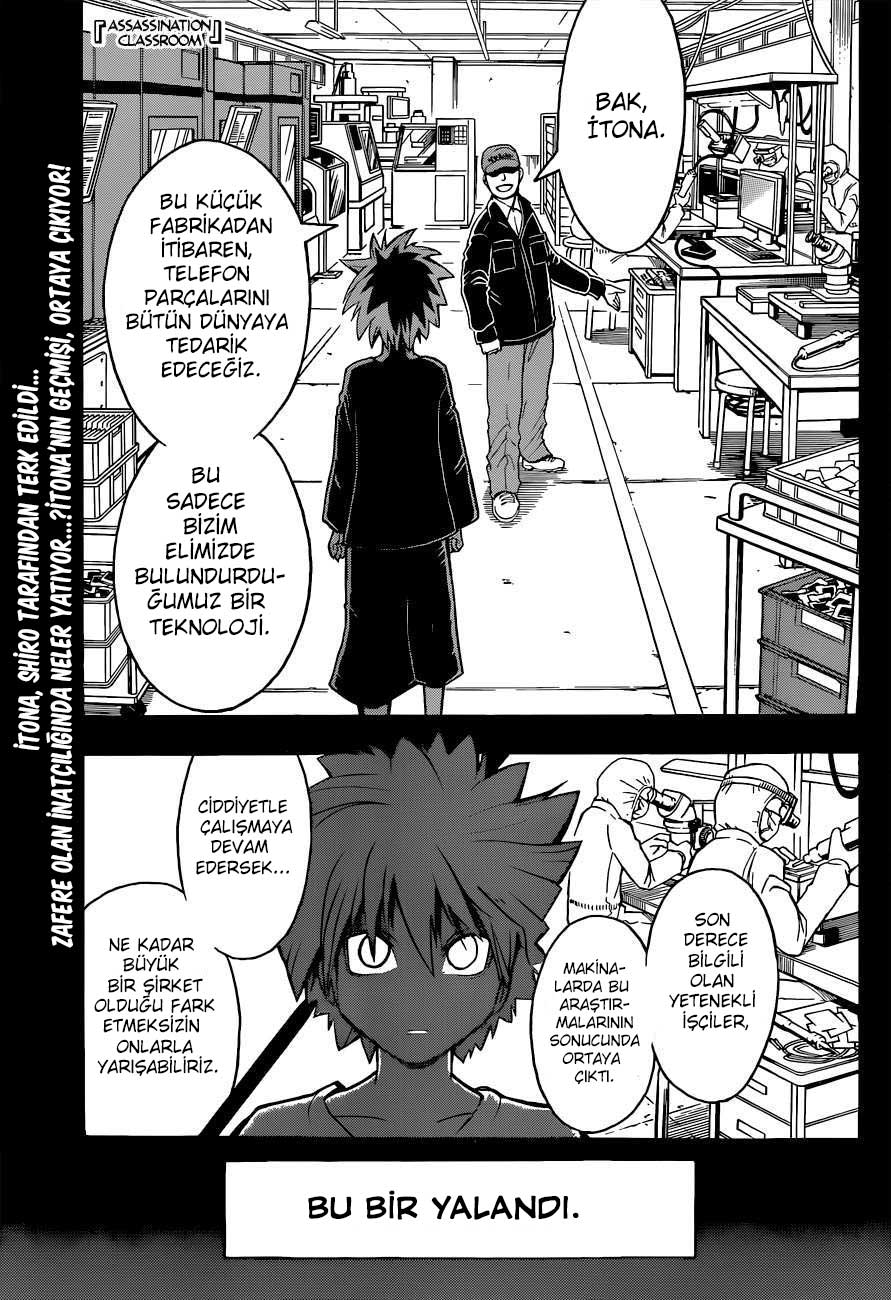 『ASSASSINATION
CLASSROOM』
İTONA, SHIRO TARAFINDAN TERK EDİLDİ...
ZAFERE OLAN İNATÇILIĞINDA NELER YATIYOR...?İTONA'NIN GEÇMİŞİ, ORTAYA ÇIKIYOR!
BAK,
İTONA.
BU KÜÇÜK
FABRİKADAN
İTİBAREN,
TELEFON
PARÇALARINI
BÜTÜN DÜNYAYA
TEDARİK
EDECEĞİZ.
BU
SADECE
BİZİM
ELİMİZDE
BULUNDURDU-
ĞUMUZ BİR
TEKNOLOJİ.
SON
DERECE
BİLGİLİ
OLAN
YETENEKLİ
İŞÇİLER,
MAKİNA-
LARDA BU
ARAŞTIR-
MALARININ
SONUCUNDA
ORTAYA
ÇIKTI.
CİDDİYETLE
ÇALIŞMAYA
DEVAM
EDERSEK...
NE KADAR
BÜYÜK
BİR ŞİRKET
OLDUĞU FARK
ETMEKSİZİN
ONLARLA
YARIŞABİLİRİZ.
BU BİR YALANDI.